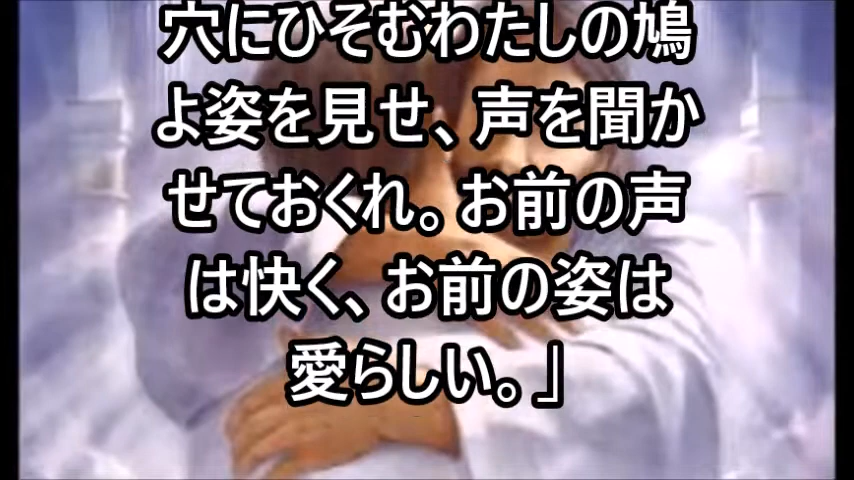 穴にひそむわたしの鳩
よ姿を見せ、声を聞か
せておくれ。お前の声
は快く、お前の姿は
愛らしい。」